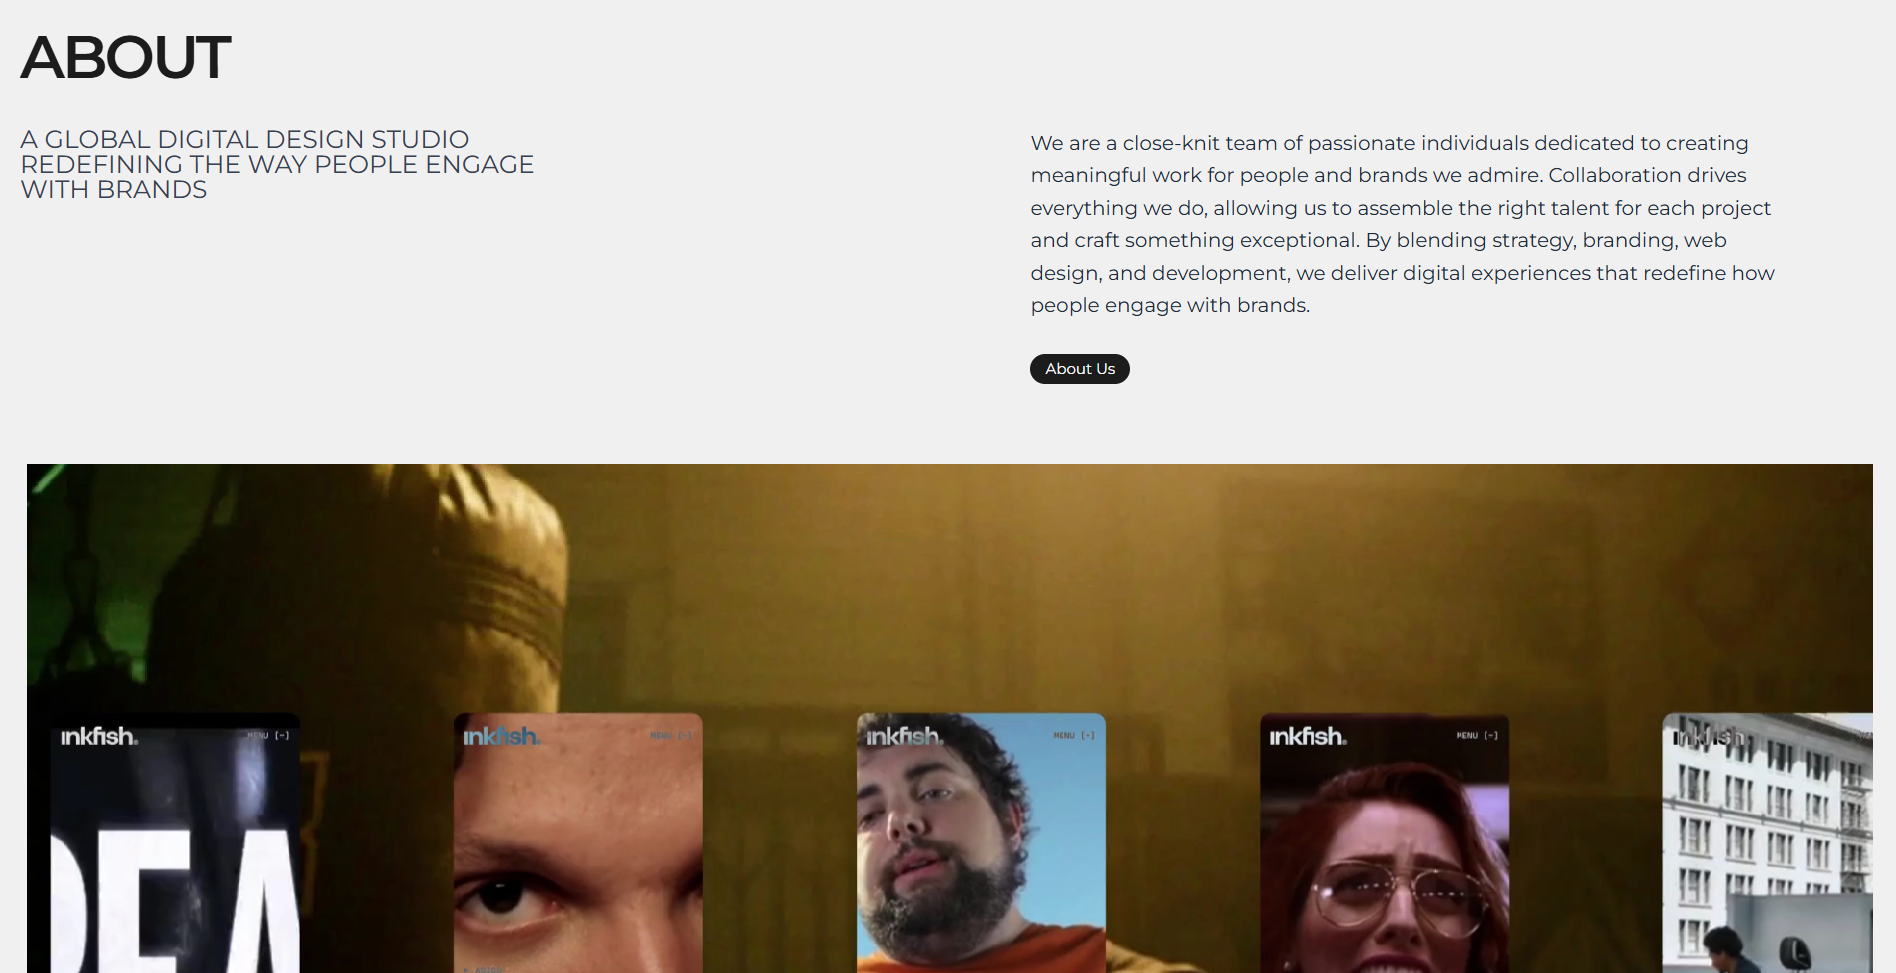 ABOUT
A GLOBAL DIGITAL DESIGN STUDIO
REDEFINING THE WAY PEOPLE ENGAGE
WITH BRANDS
We are a close-knit team of passionate individuals dedicated to creating
meaningful work for people and brands we admire. Collaboration drives
everything we do, allowing us to assemble the right talent for each project
and craft something exceptional. By blending strategy, branding, web
design, and development, we deliver digital experiences that redefine how
people engage with brands.
About Us
inkfish.
MENU [-]
inkfish.
MENU [-]
inkfish.
MENU [-]
inkfish.
MENU [-]
inkfish.
EA